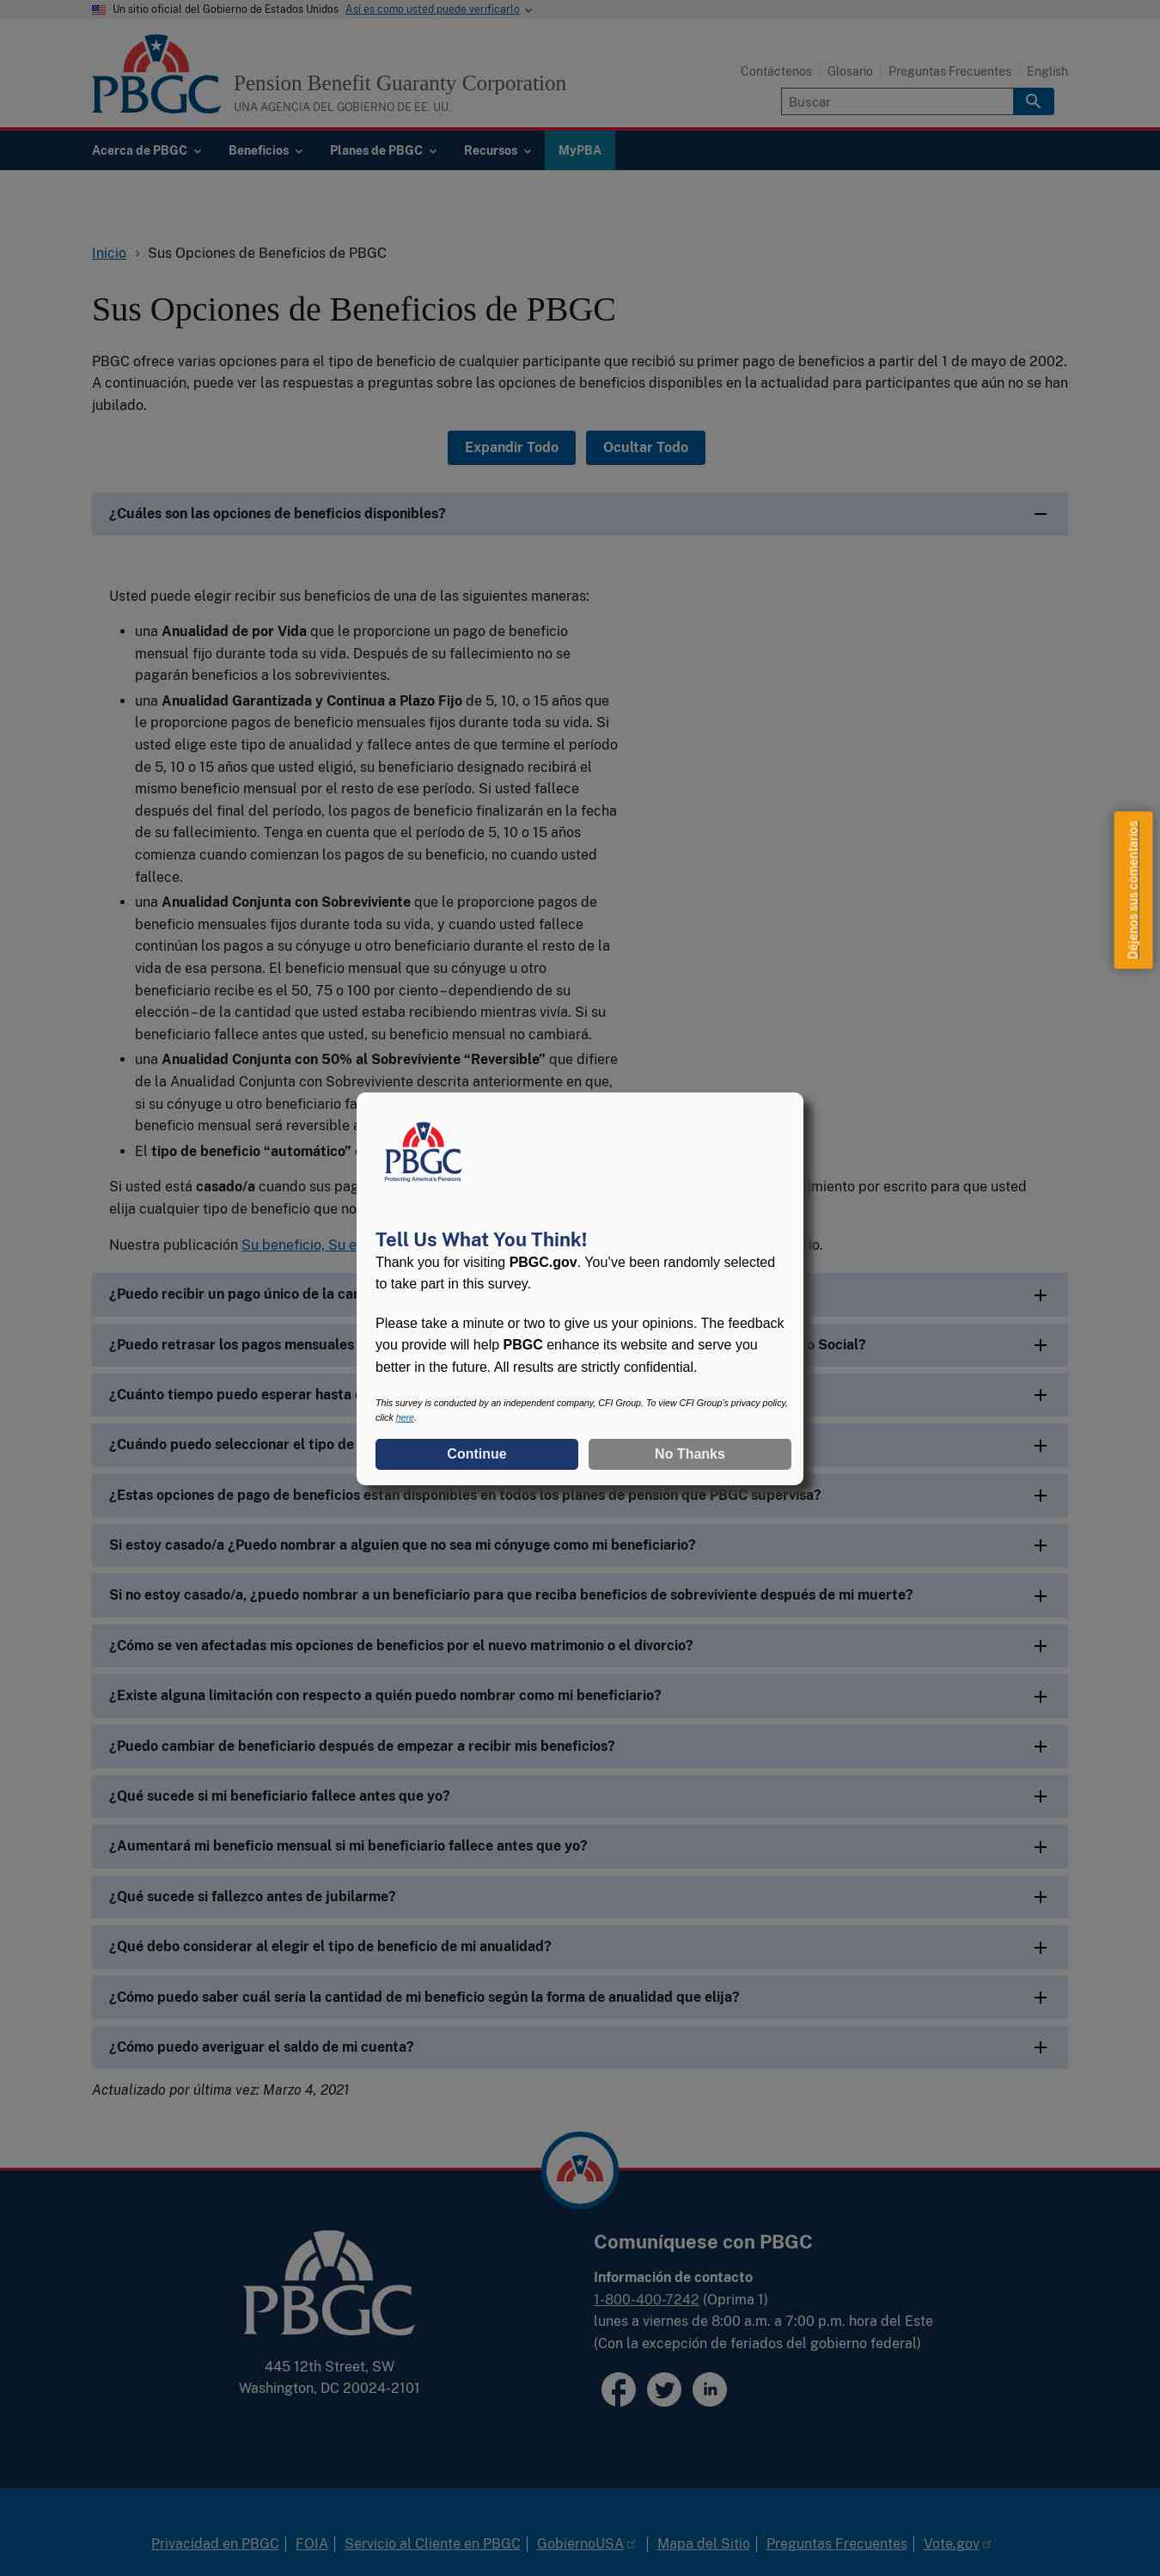 Un sitio oficial del Gobierno de Estados Unidos Así es como usted puede verificarlo
PBGC
Pension Benefit Guaranty Corporation
UNA AGENCIA DEL GOBIERNO DE EE. UU.
Contáctenos Glosario Preguntas Frecuentes English
Buscar
Acerca de PBGC Beneficios Planes de PBGC Recursos MyPBA
Inicio Sus Opciones de Beneficios de PBGC
Sus Opciones de Beneficios de PBGC
PBGC ofrece varias opciones para el tipo de beneficio de cualquier participante que recibió su primer pago de beneficios a partir del 1 de mayo de 2002.
A continuación, puede ver las respuestas a preguntas sobre las opciones de beneficios disponibles en la actualidad para participantes que aún no se han
jubilado.
Expandir Todo Ocultar Todo
¿Cuáles son las opciones de beneficios disponibles?
Usted puede elegir recibir sus beneficios de una de las siguientes maneras:
• una Anualidad de por Vida que le proporcione un pago de beneficio
mensual fijo durante toda su vida. Después de su fallecimiento no se
pagarán beneficios a los sobrevivientes.
• una Anualidad Garantizada y Continua a Plazo Fijo de 5, 10, o 15 años que
le proporcione pagos de beneficio mensuales fijos durante toda su vida. Si
usted elige este tipo de anualidad y fallece antes de que termine el período
de 5, 10 o 15 años que usted eligió, su beneficiario designado recibirá el
mismo beneficio mensual por el resto de ese período. Si usted fallece
después del final del período, los pagos de beneficio finalizarán en la fecha
de su fallecimiento. Tenga en cuenta que el período de 5, 10 o 15 años
comienza cuando comienzan los pagos de su beneficio, no cuando usted
fallece.
• una Anualidad Conjunta con Sobreviviente que le proporcione pagos de
beneficio mensuales fijos durante toda su vida, y cuando usted fallece
continúan los pagos a su cónyuge u otro beneficiario durante el resto de la
vida de esa persona. El beneficio mensual que su cónyuge u otro
beneficiario recibe es el 50, 75 o 100 por ciento – dependiendo de su
elección – de la cantidad que usted estaba recibiendo mientras vivía. Si su
beneficiario fallece antes que usted, su beneficio mensual no cambiará.
• una Anualidad Conjunta con 50% al Sobreviviente “Reversible” que difiere
de la Anualidad Conjunta con Sobreviviente descrita anteriormente en que,
si su cónyuge u otro beneficiario
beneficio mensual será reversible
• El tipo de beneficio “automático”
Si usted está casado/a cuando sus por escrito para que usted
elija cualquier tipo de beneficio que
Nuestra publicación Su beneficio, Su
¿Puedo recibir un pago único de la
¿Puedo retrasar los pagos mensuales Social?
¿Cuánto tiempo puedo esperar hasta
¿Cuándo puedo seleccionar el tipo de
¿Estas opciones de pago de beneficios están disponibles en todos los planes de pensión que PBGC supervisa?
Si estoy casado/a ¿Puedo nombrar a alguien que no sea mi cónyuge como mi beneficiario?
Si no estoy casado/a, ¿puedo nombrar a un beneficiario para que reciba beneficios de sobreviviente después de mi muerte?
¿Cómo se ven afectadas mis opciones de beneficios por el nuevo matrimonio o el divorcio?
¿Existe alguna limitación con respecto a quién puedo nombrar como mi beneficiario?
¿Puedo cambiar de beneficiario después de empezar a recibir mis beneficios?
¿Qué sucede si mi beneficiario fallece antes que yo?
¿Aumentará mi beneficio mensual si mi beneficiario fallece antes que yo?
¿Qué sucede si fallezco antes de jubilarme?
¿Qué debo considerar al elegir el tipo de beneficio de mi anualidad?
¿Cómo puedo saber cuál sería la cantidad de mi beneficio según la forma de anualidad que elija?
¿Cómo puedo averiguar el saldo de mi cuenta?
Actualizado por última vez: Marzo 4, 2021
Déjenos sus comentarios
PBGC
Protecting America's Pensions
Tell Us What You Think!
Thank you for visiting PBGC.gov. You've been randomly selected
to take part in this survey.
Please take a minute or two to give us your opinions. The feedback
you provide will help PBGC enhance its website and serve you
better in the future. All results are strictly confidential.
This survey is conducted by an independent company, CFI Group. To view CFI Group's privacy policy,
click here.
Continue No Thanks
PBGC
445 12th Street, SW
Washington, DC 20024-2101
Comuníquese con PBGC
Información de contacto
1-800-400-7242 (Oprima 1)
lunes a viernes de 8:00 a.m. a 7:00 p.m. hora del Este
(Con la excepción de feriados del gobierno federal)
Privacidad en PBGC FOIA Servicio al Cliente en PBGC GobiernoUSA Mapa del Sitio Preguntas Frecuentes Vote.gov